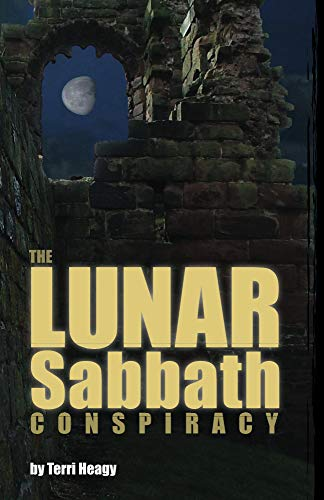 THE
LUNAR
Sabbath
CONSPIRACY
by Terri Heagy